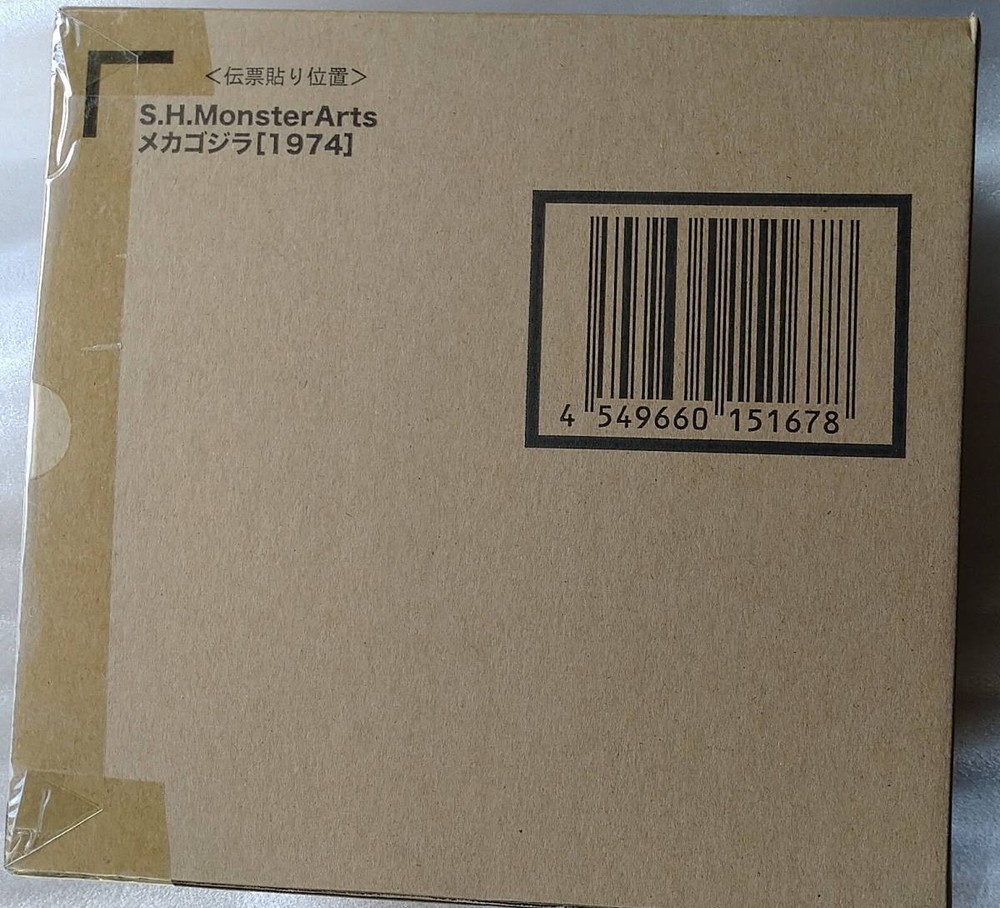 ＜伝票貼り位置＞
S.H.MonsterArts
メカゴジラ[1974]
4 549660 151678